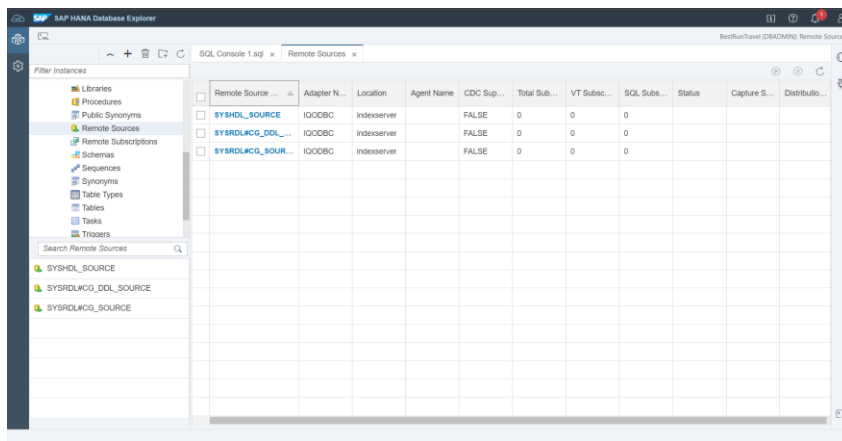 SAP SAP HANA Database Explorer
1
BestRunTravel (DBADMIN): Remote Source
SQL Console 1.sql x Remote Sources x
Filter Instances
Libraries
Procedures
Public Synonyms
Remote Sources
Remote Subscriptions
Schemas
Sequences
Synonyms
Table Types
Tables
Tasks
Triggers
Search Remote Sources
SYSHDL_SOURCE
SYSRDL#CG_DDL_SOURCE
SYSRDL#CG_SOURCE
Remote Source ... Adapter N... Location Agent Name CDC Sup... Total Sub... VT Subsc... SQL Subs... Status Capture S... Distributio...
SYSHDL_SOURCE IQODBC indexserver FALSE 0 0 0
SYSRDL#CG_DDL_... IQODBC indexserver FALSE 0 0 0
SYSRDL#CG_SOUR... IQODBC indexserver FALSE 0 0 0